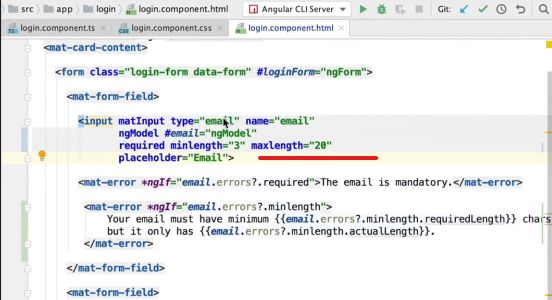 src app login login.component.html Angular CLI Server Git:
login.component.ts login.component.css login.component.html
<mat-card-content>
<form class="login-form data-form" #loginForm="ngForm">
<mat-form-field>
<input matInput type="email" name="email"
ngModel #email="ngModel"
required minlength="3" maxlength="20"
placeholder="Email">
<mat-error *ngIf="email.errors?.required">The email is mandatory.</mat-error>
<mat-error *ngIf="email.errors?.minlength">
Your email must have minimum {{email.errors?.minlength.requiredLength}} chars
but it only has {{email.errors?.minlength.actualLength}}.
</mat-error>
</mat-form-field>
<mat-form-field>